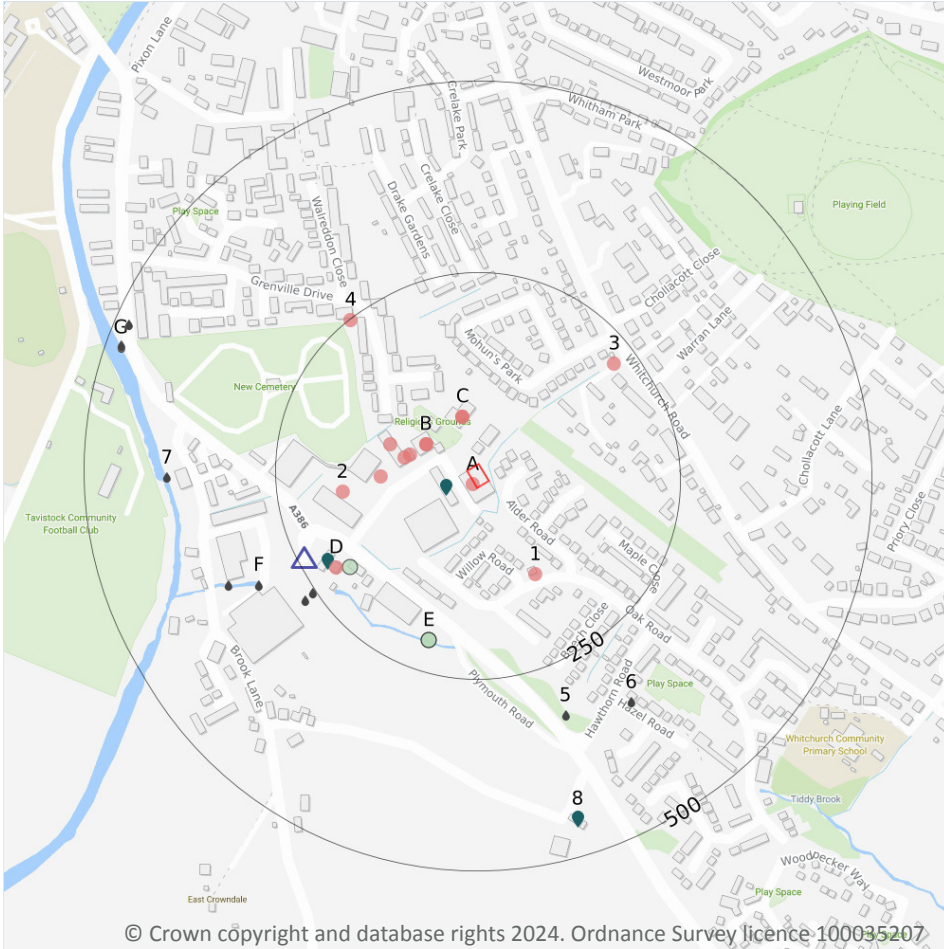 Pixon Lane
Westmoor Park
Whitham Park
Crelake Park
Crelake Close
Drake Gardens
Walreddon Close
Play Space
Playing Field
Chollacott Close
Grenville Drive
4
Warran Lane
G
Mohun's Park
3
Whitchurch Road
New Cemetery
C
Religious Grounds
B
Chollacott Lane
7
A
2
Tavistock Community
Football Club
A386
Alder Road
Priory Close
D
Willow Road
1
Maple Close
F
E
Oak Road
Beech Close
250
Brook Lane
Plymouth Road
Hawthorn Road
5
6
Play Space
Hazel Road
Whitchurch Community
Primary School
8
500
Tiddy Brook
Woodpecker Way
East Crowndale
Play Space
Play Space
© Crown copyright and database rights 2024. Ordnance Survey licence 100035207